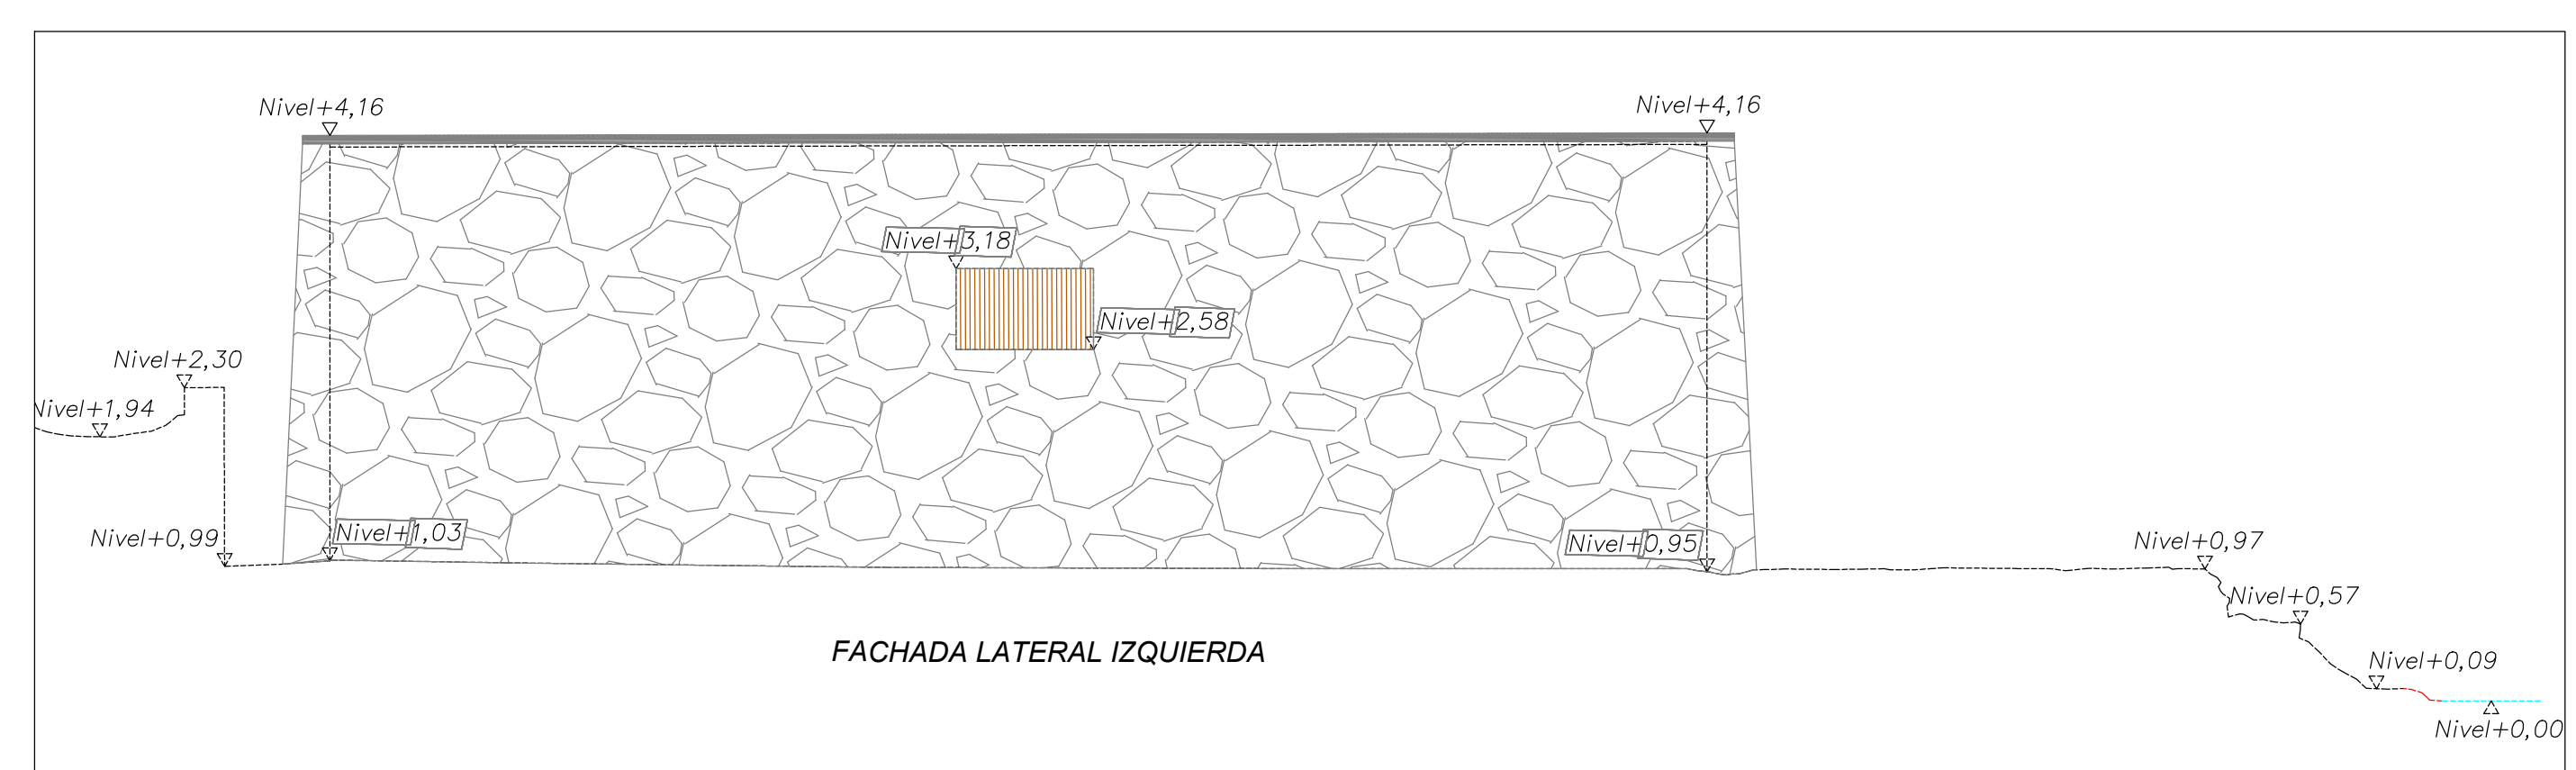 Nivel+4,16
Nivel+4,16
Nivel+3,18
Nivel+2,58
Nivel+2,30
Nivel+1,94
Nivel+1,03
Nivel+0,99
Nivel+0,95
Nivel+0,97
Nivel+0,57
FACHADA LATERAL IZQUIERDA
Nivel+0,09
Nivel+0,00